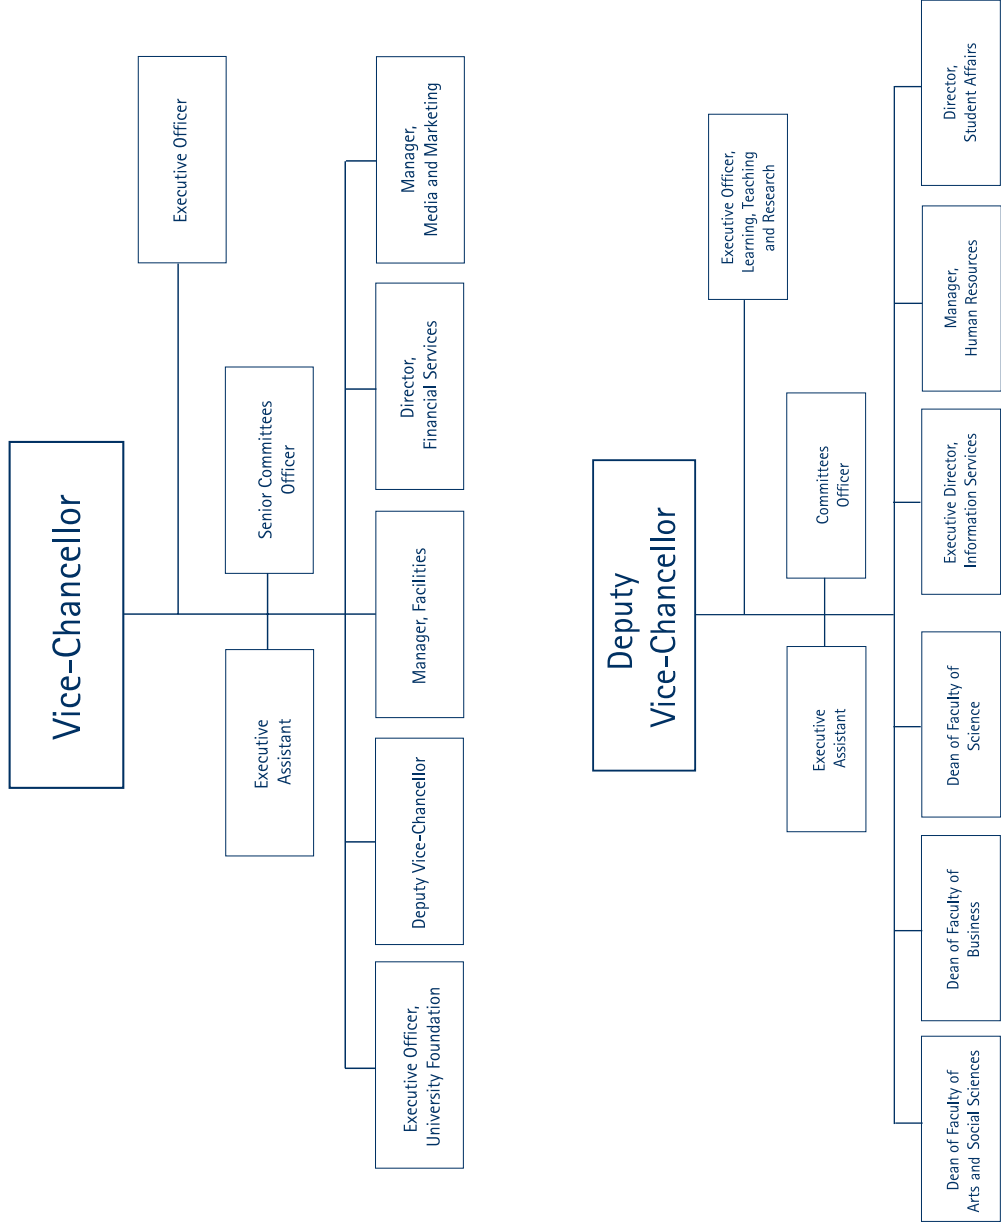 Vice-Chancellor
Executive Officer
Executive
Assistant
Senior Committees
Officer
Executive Officer,
University Foundation
Deputy Vice-Chancellor
Manager, Facilities
Director,
Financial Services
Manager,
Media and Marketing
Deputy
Vice-Chancellor
Executive Officer,
Learning, Teaching
and Research
Executive
Assistant
Committees
Officer
Dean of Faculty of
Arts and Social Sciences
Dean of Faculty of
Business
Dean of Faculty of
Science
Executive Director,
Information Services
Manager,
Human Resources
Director,
Student Affairs